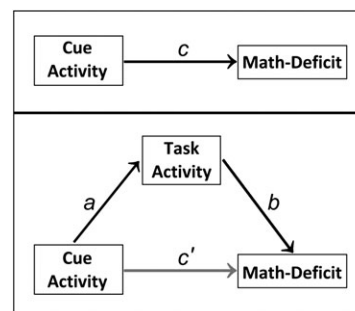 Cue
Activity
c
Math-Deficit
Task
Activity
a
b
Cue
Activity
c'
Math-Deficit